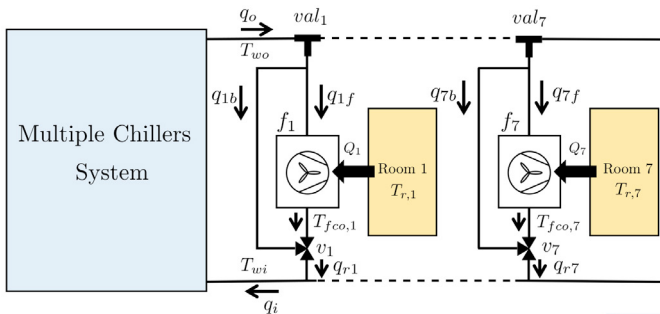 q_o
val_1
val_7
T_wo
q_1b
q_1f
q_7b
q_7f
f_1
f_7
Multiple Chillers
System
Q_1
Room 1
T_r,1
Q_7
Room 7
T_r,7
T_fco,1
T_fco,7
v_1
v_7
T_wi
q_r1
q_r7
q_i